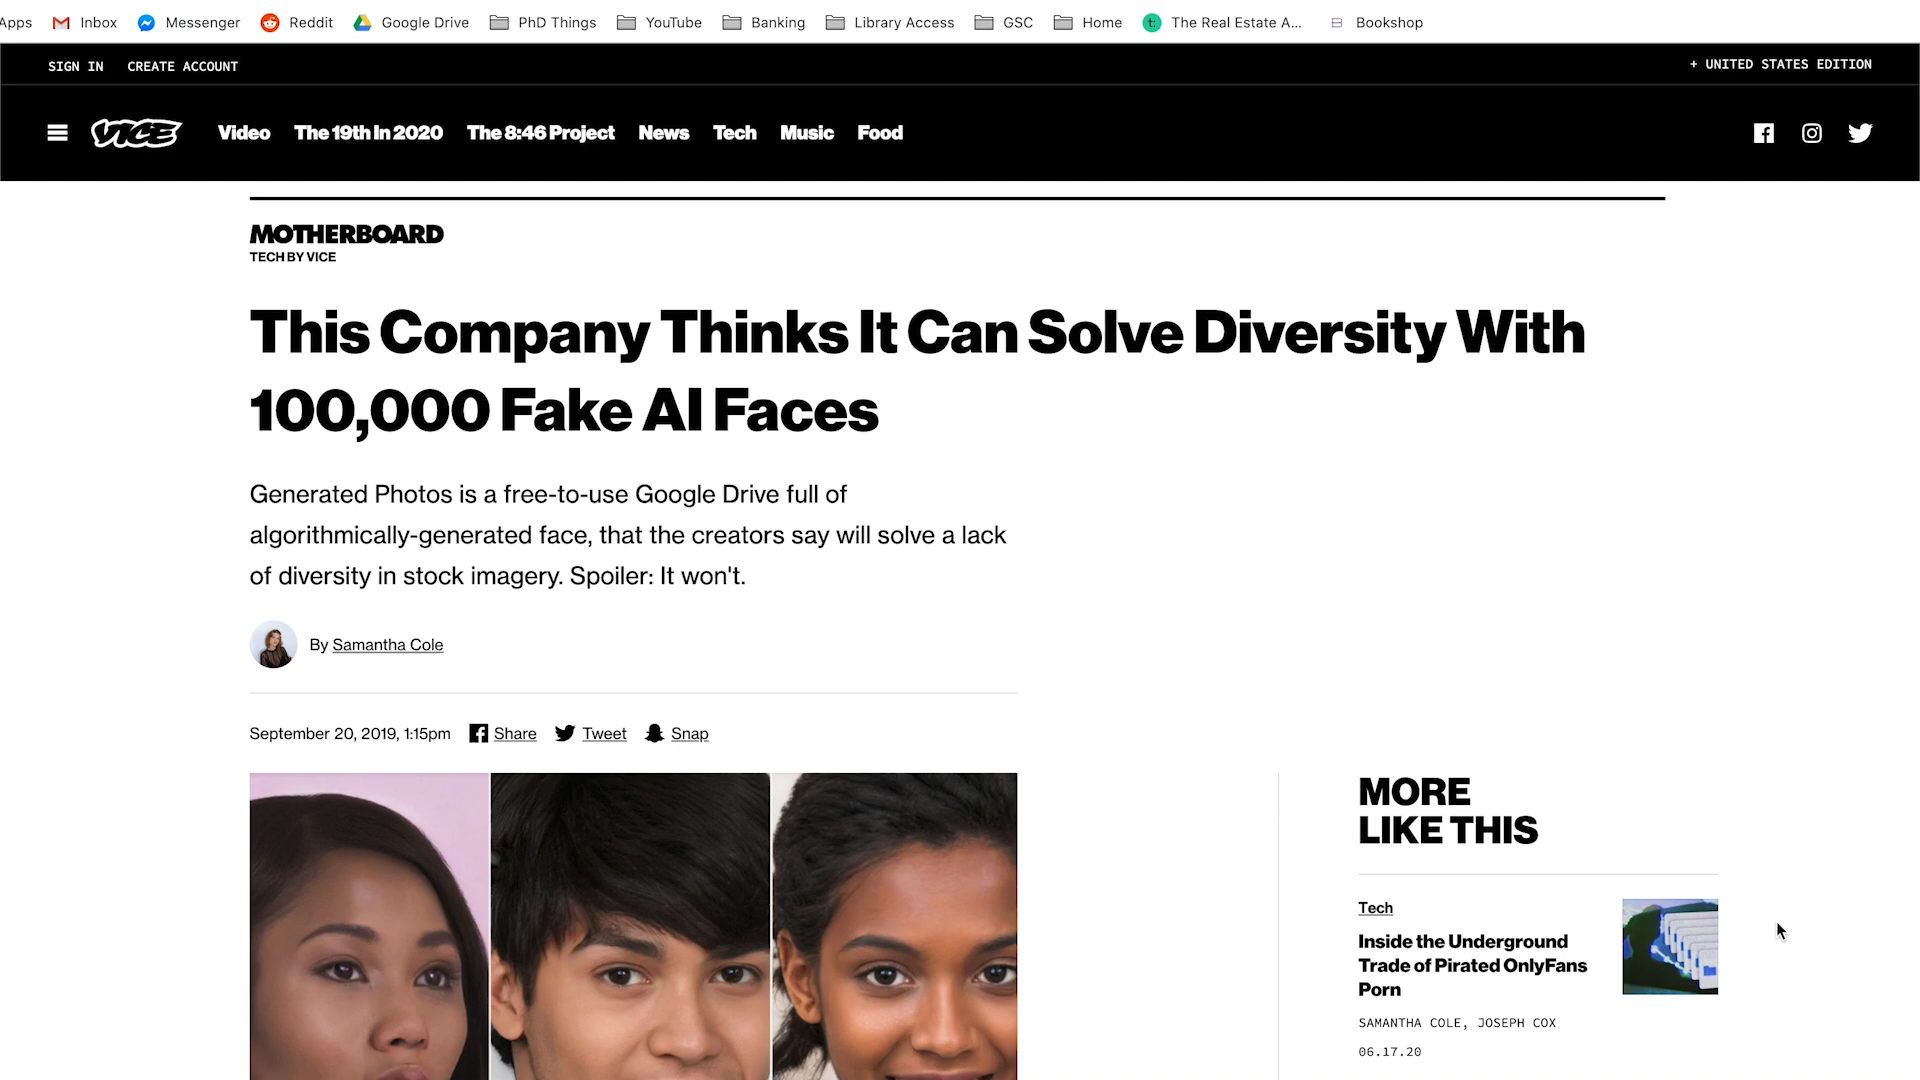 Apps Inbox Messenger Reddit Google Drive PhD Things YouTube Banking Library Access GSC Home The Real Estate A... Bookshop
SIGN IN CREATE ACCOUNT + UNITED STATES EDITION
VICE Video The 19th In 2020 The 8:46 Project News Tech Music Food
MOTHERBOARD
TECH BY VICE
This Company Thinks It Can Solve Diversity With
100,000 Fake AI Faces
Generated Photos is a free-to-use Google Drive full of
algorithmically-generated face, that the creators say will solve a lack
of diversity in stock imagery. Spoiler: It won't.
By Samantha Cole
September 20, 2019, 1:15pm Share Tweet Snap
MORE
LIKE THIS
Tech
Inside the Underground
Trade of Pirated OnlyFans
Porn
SAMANTHA COLE, JOSEPH COX
06.17.20